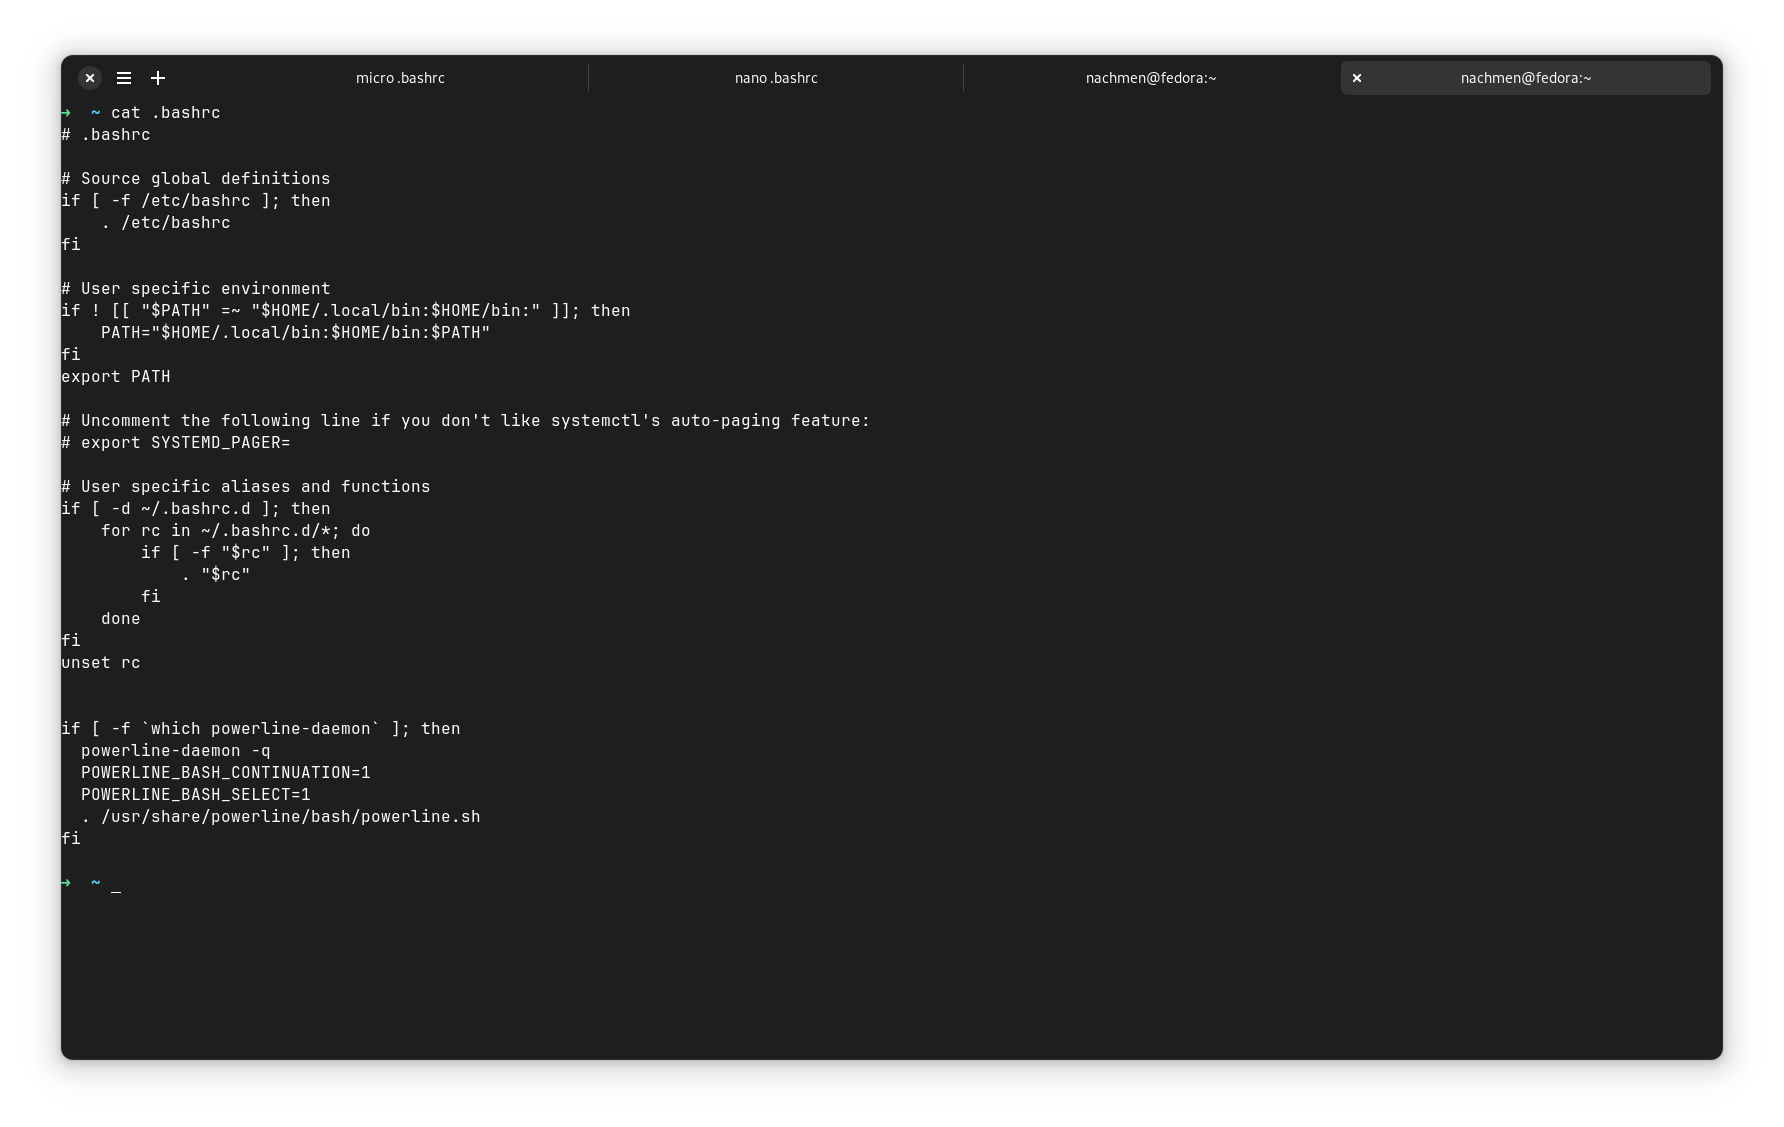 micro .bashrc
nano .bashrc
nachmen@fedora:~
nachmen@fedora:~
➜  ~ cat .bashrc
# .bashrc

# Source global definitions
if [ -f /etc/bashrc ]; then
    . /etc/bashrc
fi

# User specific environment
if ! [[ "$PATH" =~ "$HOME/.local/bin:$HOME/bin:" ]]; then
    PATH="$HOME/.local/bin:$HOME/bin:$PATH"
fi
export PATH

# Uncomment the following line if you don't like systemctl's auto-paging feature:
# export SYSTEMD_PAGER=

# User specific aliases and functions
if [ -d ~/.bashrc.d ]; then
    for rc in ~/.bashrc.d/*; do
        if [ -f "$rc" ]; then
            . "$rc"
        fi
    done
fi
unset rc


if [ -f `which powerline-daemon` ]; then
  powerline-daemon -q
  POWERLINE_BASH_CONTINUATION=1
  POWERLINE_BASH_SELECT=1
  . /usr/share/powerline/bash/powerline.sh
fi

➜  ~ _